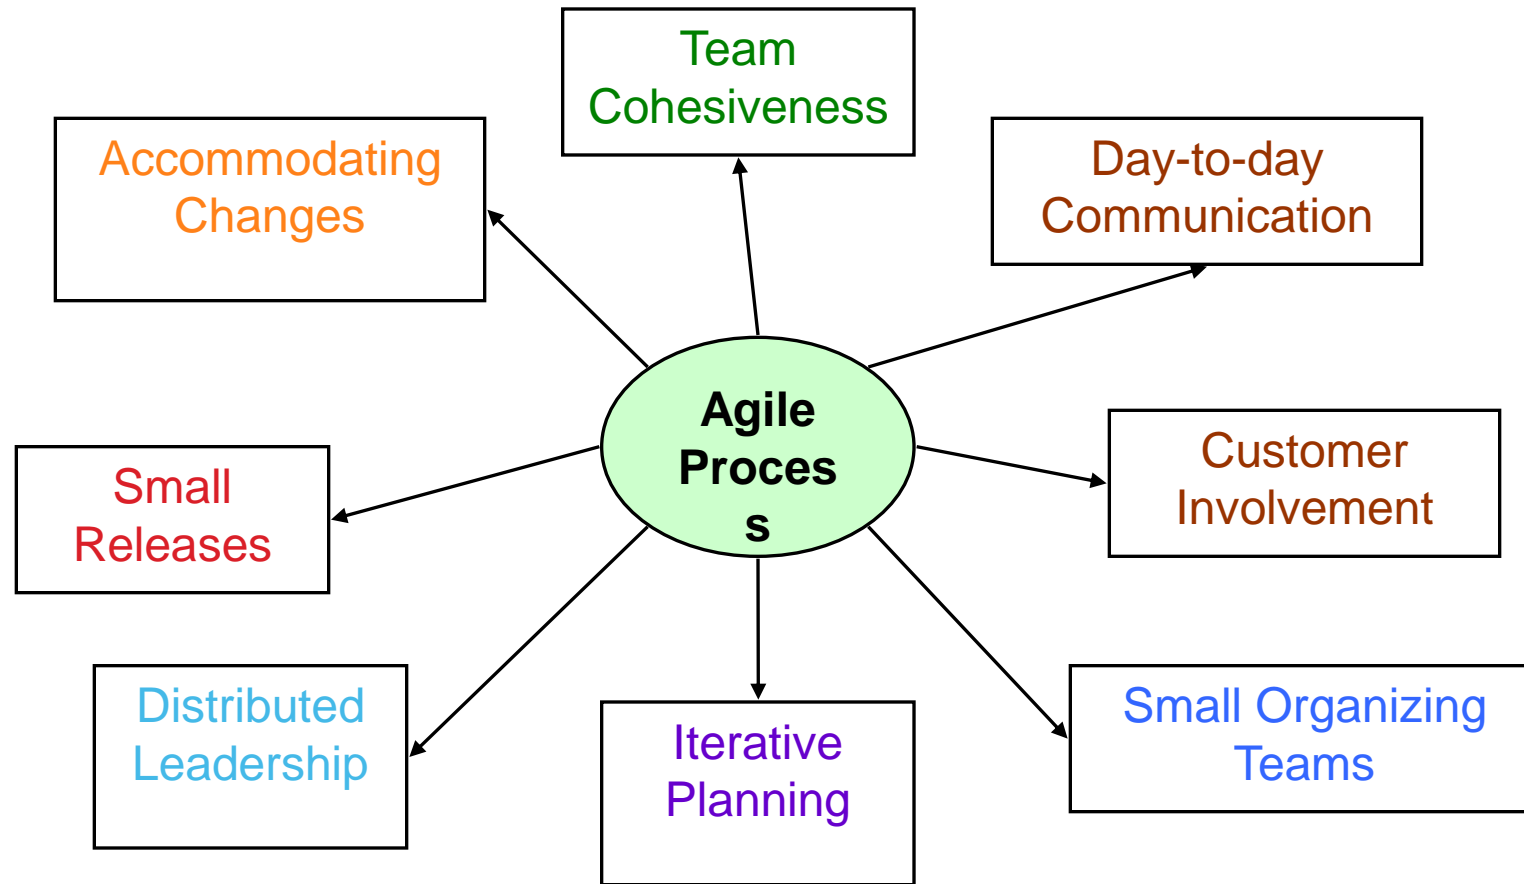 Team
Cohesiveness
Accommodating
Changes
Day-to-day
Communication
Agile
Proces
s
Customer
Involvement
Small
Releases
Distributed
Leadership
Iterative
Planning
Small Organizing
Teams